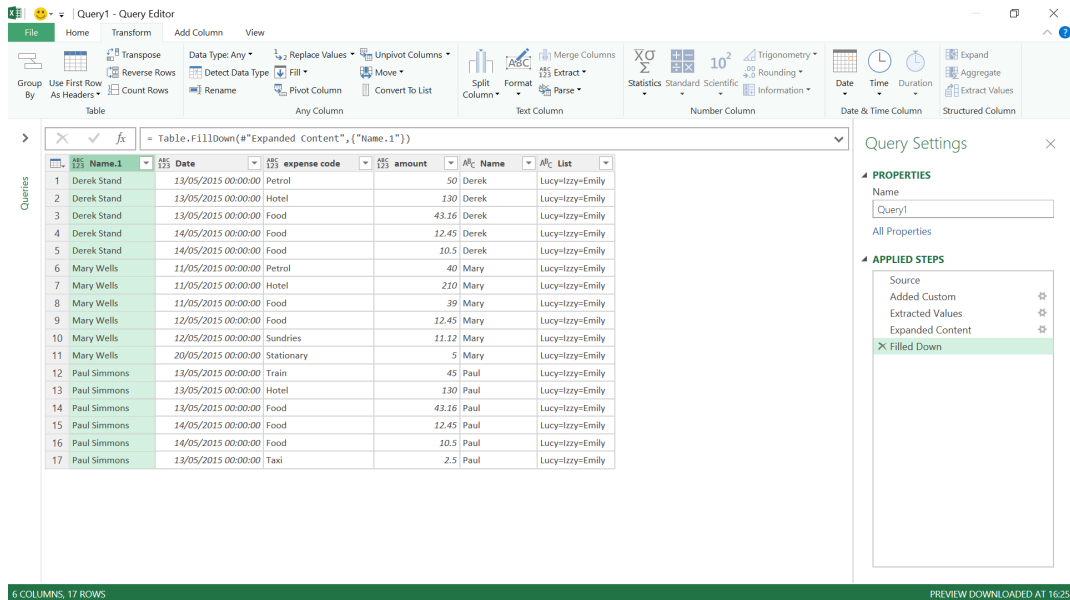 Query1 - Query Editor
File Home Transform Add Column View
Group By
Use First Row As Headers
Transpose
Reverse Rows
Count Rows
Table
Data Type: Any
Detect Data Type
Rename
Replace Values
Fill
Pivot Column
Unpivot Columns
Move
Convert To List
Any Column
Split Column
ABC
Format
Merge Columns
ABC 123 Extract
abc Parse
Text Column
XΟ Σ
Statistics
Standard
10²
Scientific
Trigonometry
.00 Rounding
Information
Number Column
Date
Time
Duration
Date & Time Column
Expand
Aggregate
Extract Values
Structured Column
Queries
fx = Table.FillDown(#"Expanded Content",{"Name.1"})
ABC 123 Name.1 ABC 123 Date ABC 123 expense code ABC 123 amount ABC Name ABC List
1 Derek Stand 13/05/2015 00:00:00 Petrol 50 Derek Lucy=Izzy=Emily
2 Derek Stand 13/05/2015 00:00:00 Hotel 130 Derek Lucy=Izzy=Emily
3 Derek Stand 13/05/2015 00:00:00 Food 43.16 Derek Lucy=Izzy=Emily
4 Derek Stand 14/05/2015 00:00:00 Food 12.45 Derek Lucy=Izzy=Emily
5 Derek Stand 14/05/2015 00:00:00 Food 10.5 Derek Lucy=Izzy=Emily
6 Mary Wells 11/05/2015 00:00:00 Petrol 40 Mary Lucy=Izzy=Emily
7 Mary Wells 11/05/2015 00:00:00 Hotel 210 Mary Lucy=Izzy=Emily
8 Mary Wells 11/05/2015 00:00:00 Food 39 Mary Lucy=Izzy=Emily
9 Mary Wells 12/05/2015 00:00:00 Food 12.45 Mary Lucy=Izzy=Emily
10 Mary Wells 12/05/2015 00:00:00 Sundries 11.12 Mary Lucy=Izzy=Emily
11 Mary Wells 20/05/2015 00:00:00 Stationary 5 Mary Lucy=Izzy=Emily
12 Paul Simmons 13/05/2015 00:00:00 Train 45 Paul Lucy=Izzy=Emily
13 Paul Simmons 13/05/2015 00:00:00 Hotel 130 Paul Lucy=Izzy=Emily
14 Paul Simmons 13/05/2015 00:00:00 Food 43.16 Paul Lucy=Izzy=Emily
15 Paul Simmons 14/05/2015 00:00:00 Food 12.45 Paul Lucy=Izzy=Emily
16 Paul Simmons 14/05/2015 00:00:00 Food 10.5 Paul Lucy=Izzy=Emily
17 Paul Simmons 13/05/2015 00:00:00 Taxi 2.5 Paul Lucy=Izzy=Emily
Query Settings
PROPERTIES
Name
Query1
All Properties
APPLIED STEPS
Source
Added Custom
Extracted Values
Expanded Content
Filled Down
6 COLUMNS, 17 ROWS
PREVIEW DOWNLOADED AT 16:25